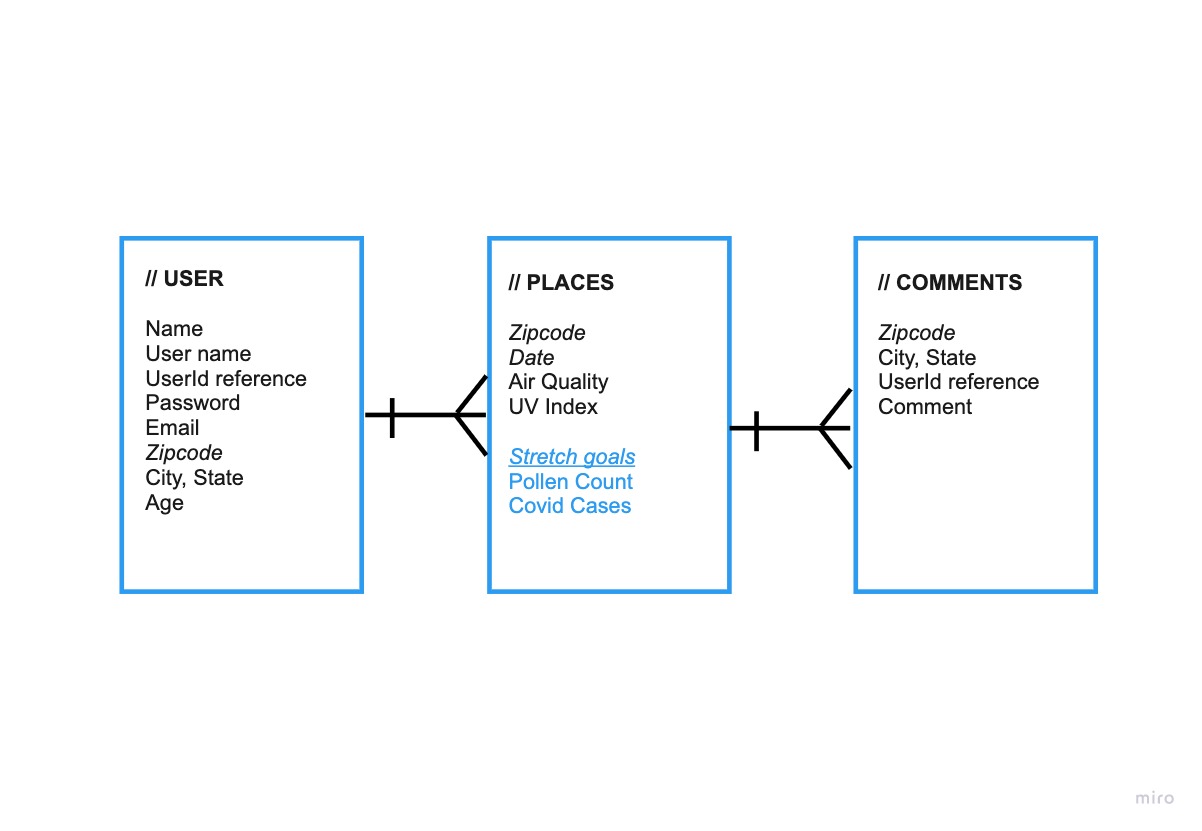 // USER
Name
User name
UserId reference
Password
Email
Zipcode
City, State
Age
// PLACES
Zipcode
Date
Air Quality
UV Index
Stretch goals
Pollen Count
Covid Cases
// COMMENTS
Zipcode
City, State
UserId reference
Comment
miro